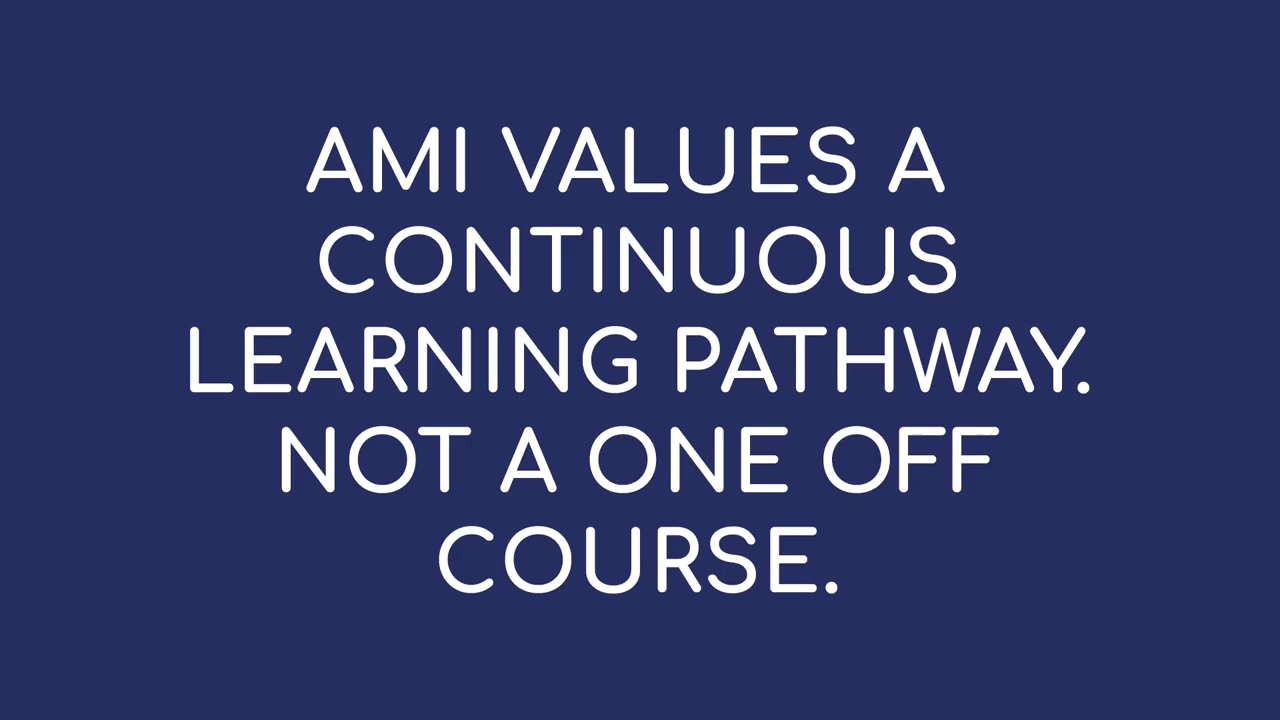 AMI VALUES A
CONTINUOUS
LEARNING PATHWAY.
NOT A ONE OFF
COURSE.